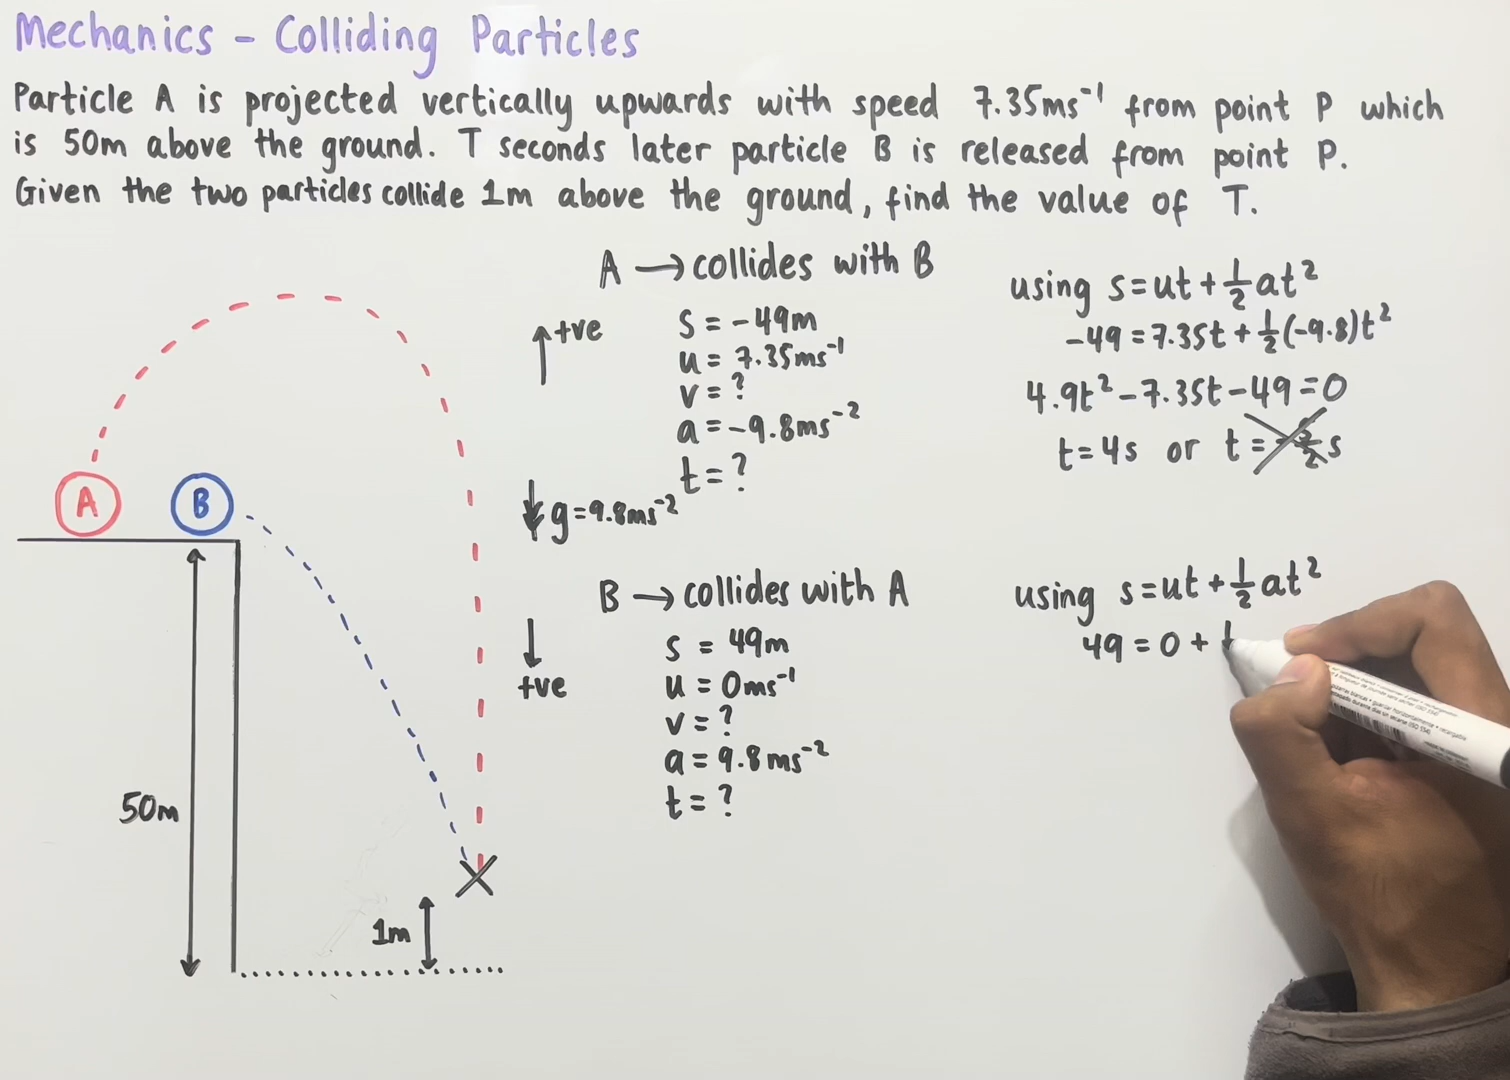 Mechanics - Colliding Particles
Particle A is projected vertically upwards with speed 7.35ms⁻¹ from point P which
is 50m above the ground. T seconds later particle B is released from point P.
Given the two particles collide 1m above the ground, find the value of T.
A → collides with B
↑ +ve
s = -49m
u = 7.35ms⁻¹
v = ?
a = -9.8ms⁻²
t = ?
↓ g = 9.8ms⁻²
using s = ut + ½at²
-49 = 7.35t + ½(-9.8)t²
4.9t² - 7.35t - 49 = 0
t = 4s or t = s
A
B
50m
1m
B → collides with A
↓
+ve
s = 49m
u = 0ms⁻¹
v = ?
a = 9.8ms⁻²
t = ?
using s = ut + ½at²
49 = 0 +